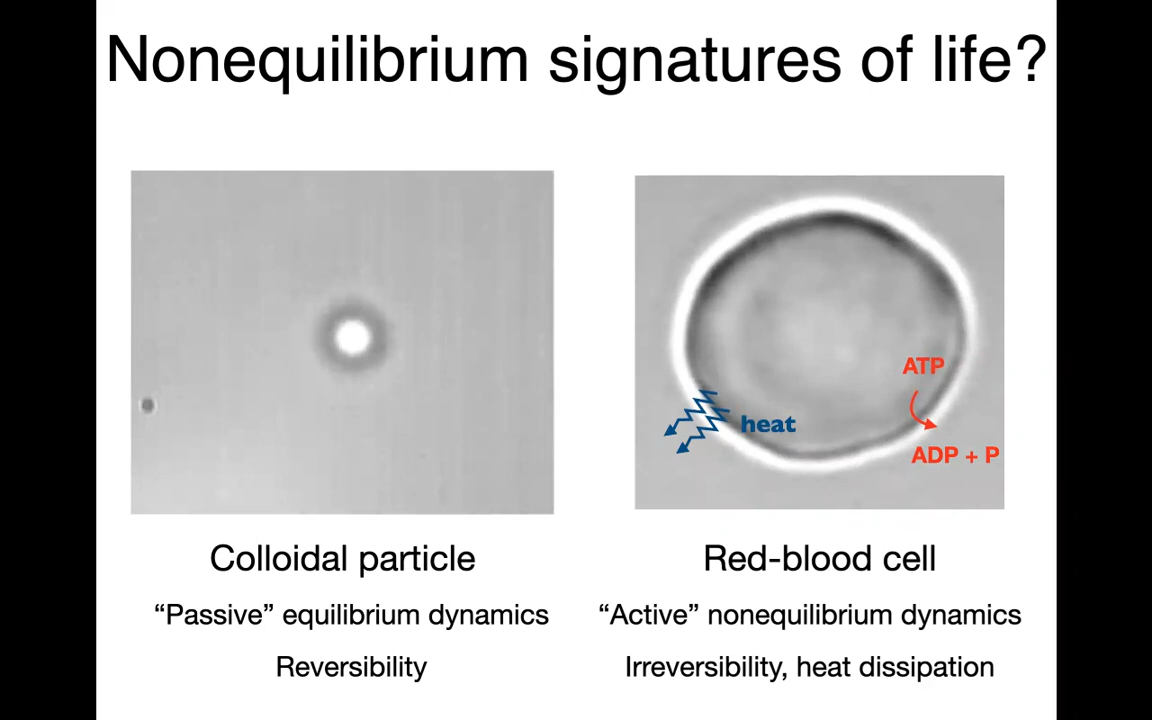 Nonequilibrium signatures of life?
ATP
heat
ADP + P
Colloidal particle
“Passive” equilibrium dynamics
Reversibility
Red-blood cell
“Active” nonequilibrium dynamics
Irreversibility, heat dissipation